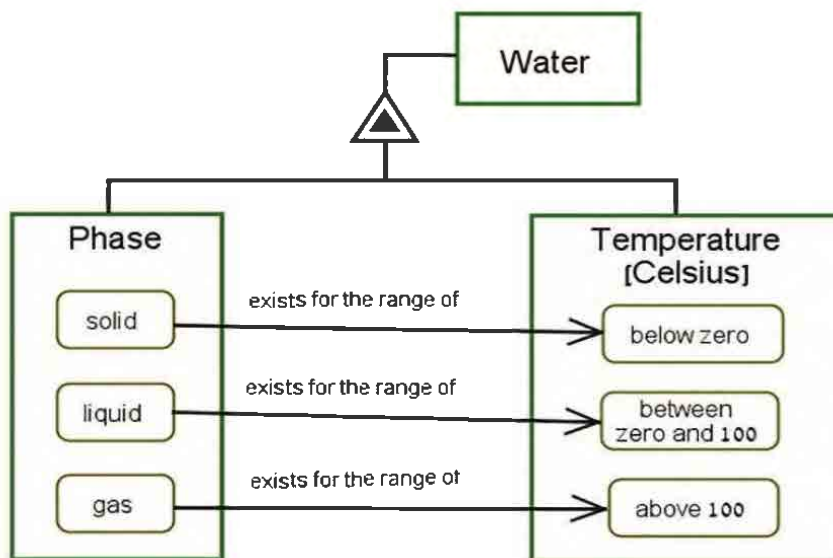 Water
Phase
Temperature
[Celsius]
solid
exists for the range of
below zero
liquid
exists for the range of
between
zero and 100
gas
exists for the range of
above 100